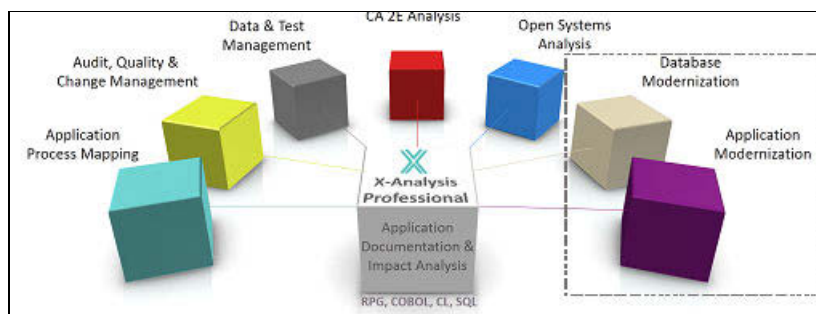 CA 2E Analysis
Data & Test
Management
Open Systems
Analysis
Audit, Quality &
Change Management
Database
Modernization
Application
Process Mapping
Application
Modernization
X-Analysis
Professional
Application
Documentation &
Impact Analysis
RPG, COBOL, CL, SQL